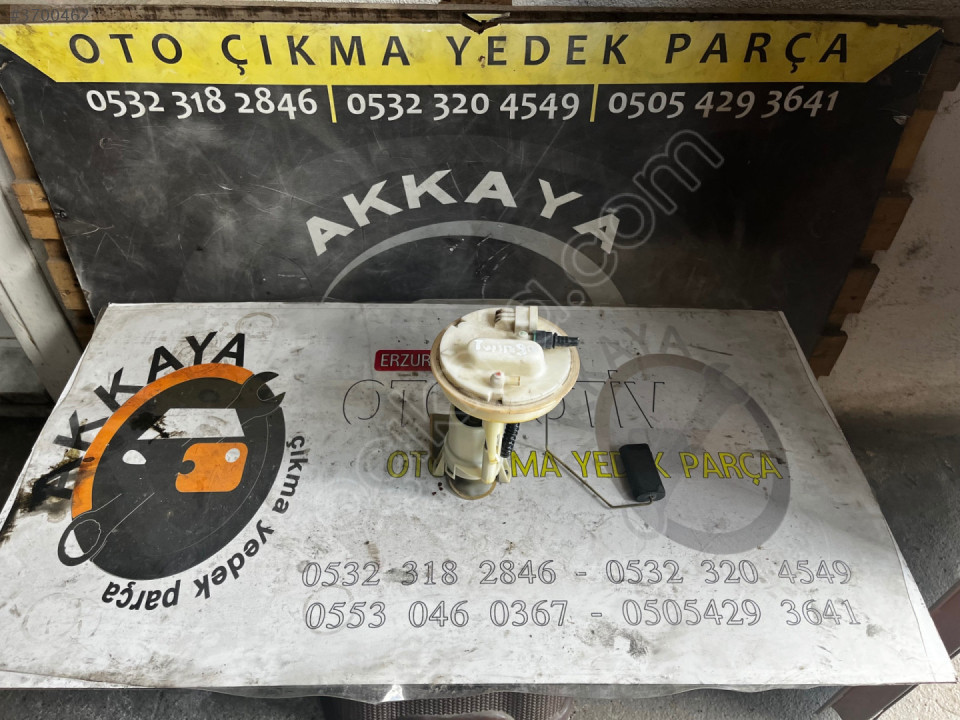 OTO ÇIKMA YEDEK PARÇA
0532 318 2846 | 0532 320 4549 | 0505 429 3641
AKKAYA
AKKAYA
çıkma yedek parça
ERZUR
OTO
OTO ÇIKMA YEDEK PARÇA
0532 318 2846 - 0532 320 4549
0553 046 0367 - 0505429 3641